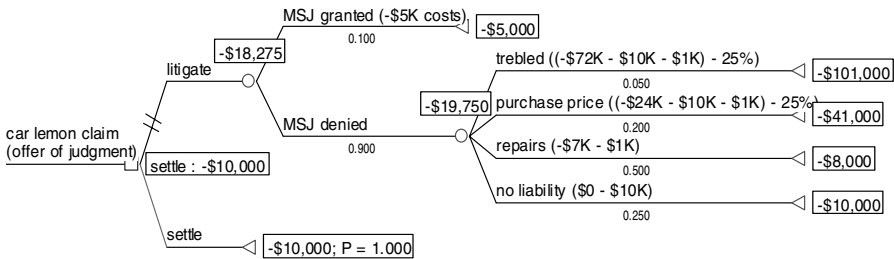 MSJ granted (-$5K costs)
0.100
-$5,000
-$18,275
litigate
trebled ((-$72K - $10K - $1K) - 25%)
0.050
-$101,000
-$19,750
purchase price ((-$24K - $10K - $1K) - 25%)
0.200
-$41,000
MSJ denied
0.900
car lemon claim
(offer of judgment)
settle : -$10,000
repairs (-$7K - $1K)
0.500
-$8,000
no liability ($0 - $10K)
0.250
-$10,000
settle
-$10,000; P = 1.000